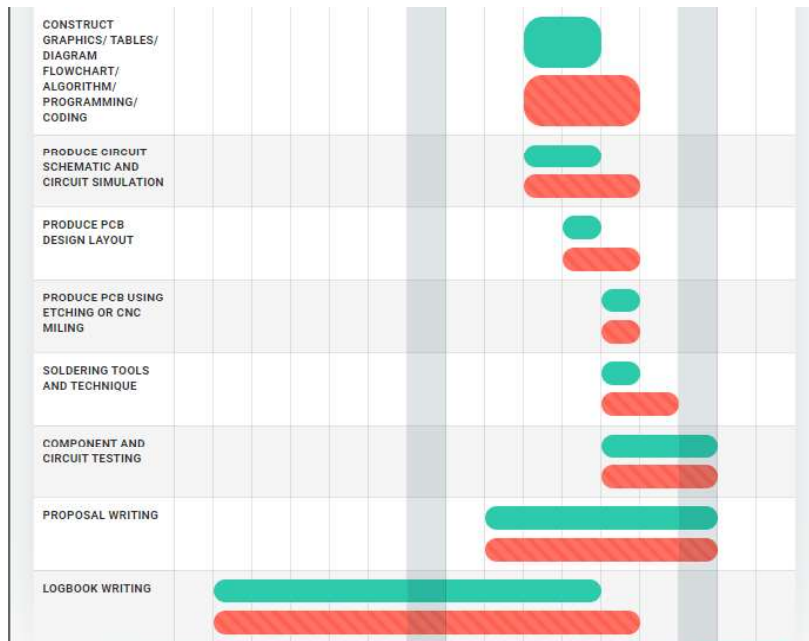 CONSTRUCT
GRAPHICS/ TABLES/
DIAGRAM
FLOWCHART/
ALGORITHM/
PROGRAMMING/
CODING
PRODUCE CIRCUIT
SCHEMATIC AND
CIRCUIT SIMULATION
PRODUCE PCB
DESIGN LAYOUT
PRODUCE PCB USING
ETCHING OR CNC
MILING
SOLDERING TOOLS
AND TECHNIQUE
COMPONENT AND
CIRCUIT TESTING
PROPOSAL WRITING
LOGBOOK WRITING